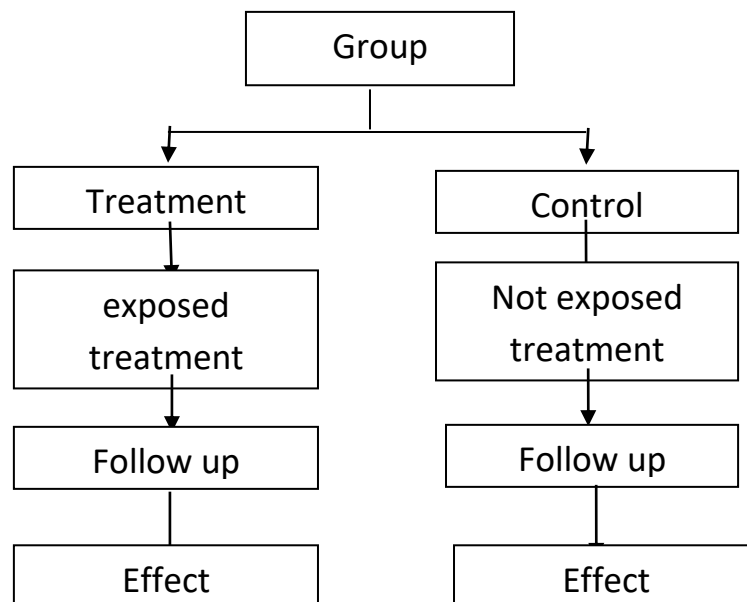 Group
Treatment
Control
exposed
treatment
Not exposed
treatment
Follow up
Follow up
Effect
Effect